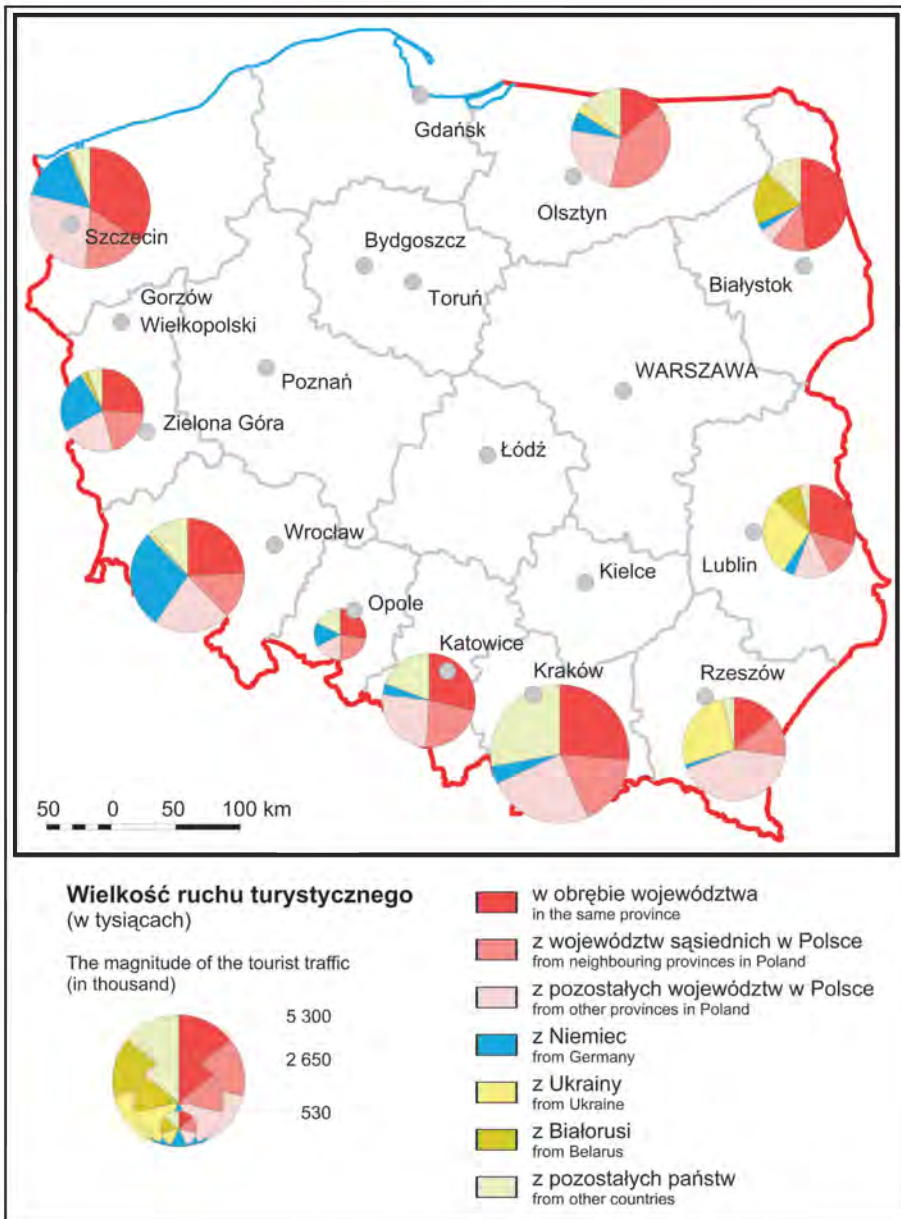 Gdańsk
Olsztyn
Szczecin
Bydgoszcz
Toruń
Białystok
Gorzów
Wielkopolski
Poznań
WARSZAWA
Zielona Góra
Łódź
Wrocław
Lublin
Kielce
Opole
Katowice
Kraków
Rzeszów
50 0 50 100 km
Wielkość ruchu turystycznego
(w tysiącach)
The magnitude of the tourist traffic
(in thousand)
5 300
2 650
530
w obrębie województwa
in the same province
z województw sąsiednich w Polsce
from neighbouring provinces in Poland
z pozostałych województw w Polsce
from other provinces in Poland
z Niemiec
from Germany
z Ukrainy
from Ukraine
z Białorusi
from Belarus
z pozostałych państw
from other countries